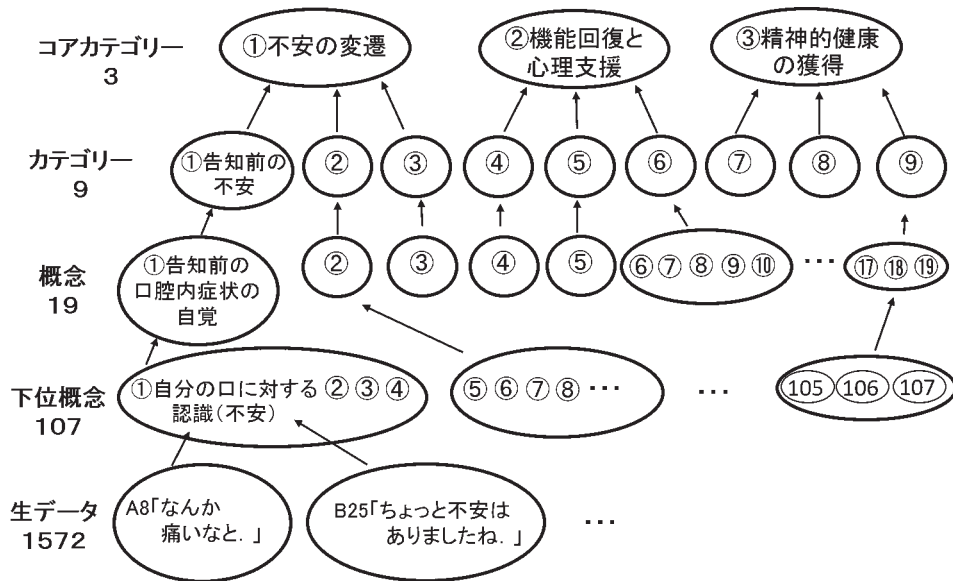 コアカテゴリー
3
①不安の変遷
②機能回復と
心理支援
③精神的健康
の獲得
カテゴリー
9
①告知前の
不安
②
③
④
⑤
⑥
⑦
⑧
⑨
概念
19
①告知前の
口腔内症状の
自覚
②
③
④
⑤
⑥⑦⑧⑨⑩
…
⑰⑱⑲
下位概念
107
①自分の口に対する ②③④
認識(不安)
⑤⑥⑦⑧…
…
105 106 107
生データ
1572
A8「なんか
痛いなと.」
B25「ちょっと不安は
ありましたね.」
…